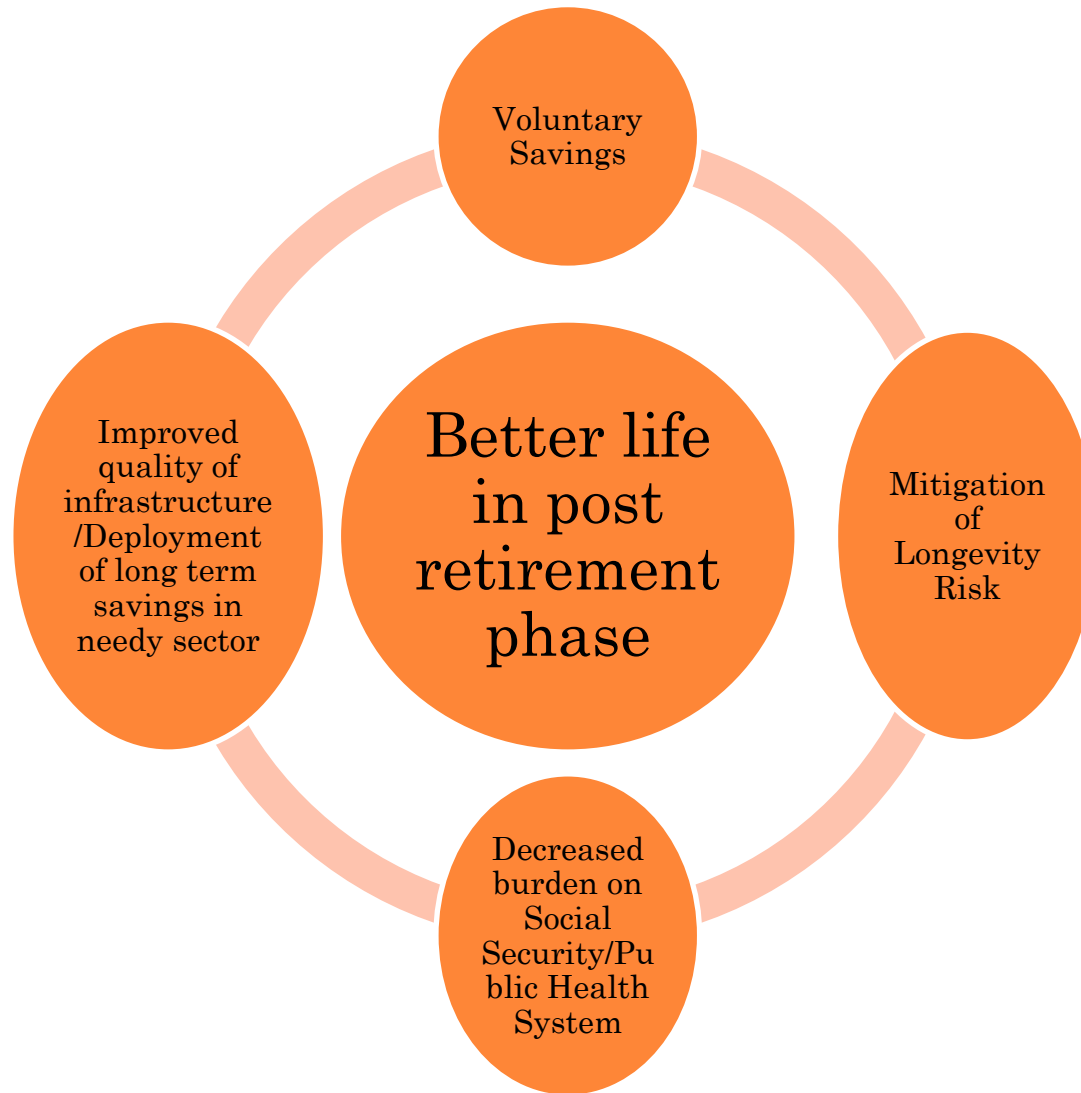 Voluntary
Savings
Improved
quality of
infrastructure
/Deployment
of long term
savings in
needy sector
Better life
in post
retirement
phase
Mitigation
of
Longevity
Risk
Decreased
burden on
Social
Security/Pu
blic Health
System